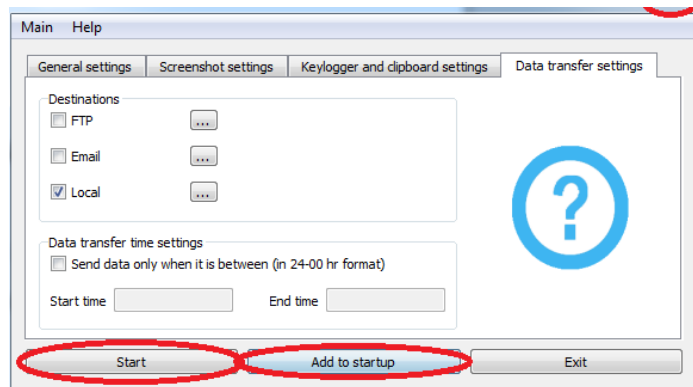 Main Help
General settings Screenshot settings Keylogger and clipboard settings Data transfer settings
Destinations
FTP ...
Email ...
Local ...
Data transfer time settings
Send data only when it is between (in 24-00 hr format)
Start time End time
Start Add to startup Exit